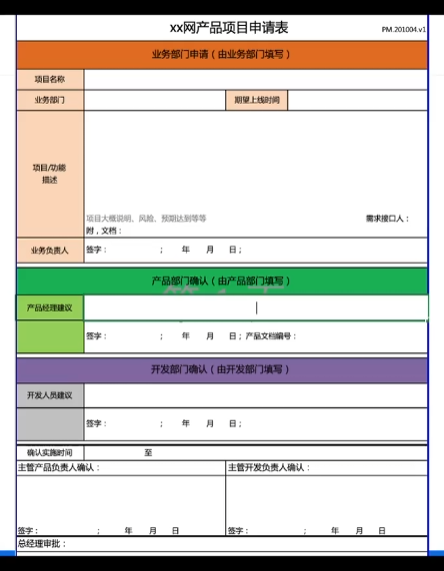 xx网产品项目申请表
PM.201004.v1
业务部门申请（由业务部门填写）
项目名称
业务部门 期望上线时间
项目/功能
描述
项目大概说明、风险、预期达到等等 需求接口人：
附，文档：
业务负责人 签字： ； 年 月 日；
产品部门确认（由产品部门填写）
产品经理建议
签字： ； 年 月 日；产品文档编号：
开发部门确认（由开发部门填写）
开发人员建议
签字： ； 年 月 日；
确认实施时间 至
主管产品负责人确认： 主管开发负责人确认：
签字： ； 年 月 日 签字： ； 年 月 日
总经理审批：